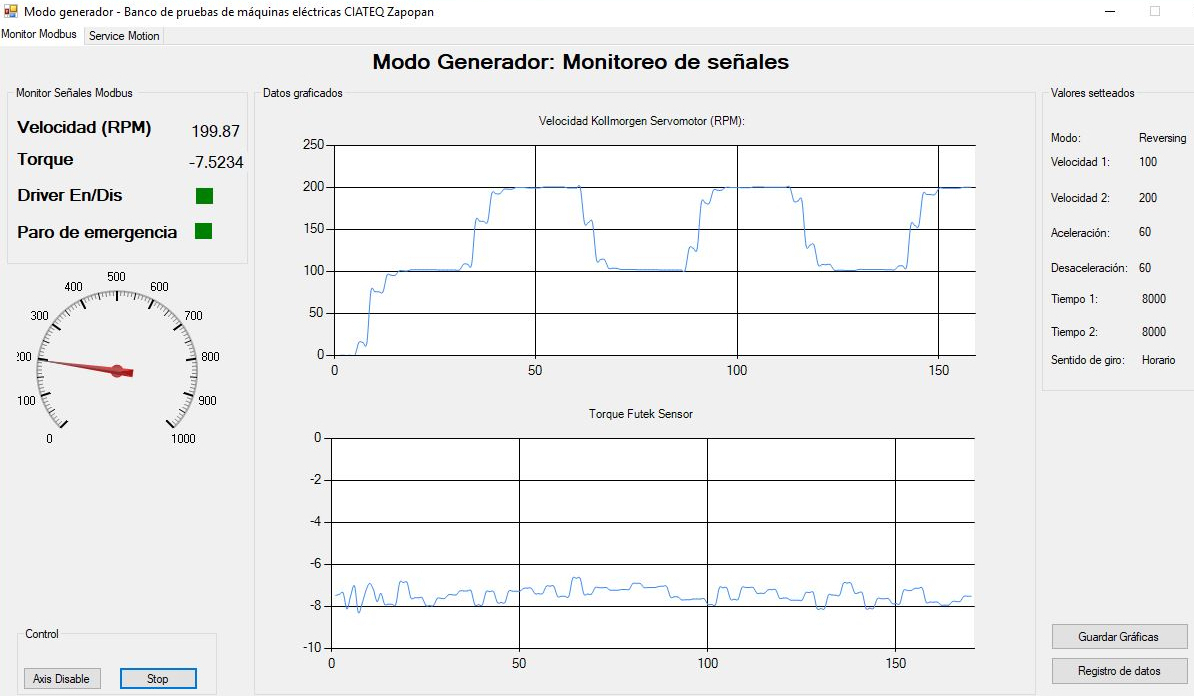 Modo generador - Banco de pruebas de máquinas eléctricas CIATEQ Zapopan
Monitor Modbus
Service Motion
Modo Generador: Monitoreo de señales
Monitor Señales Modbus
Velocidad (RPM) 199.87
Torque -7.5234
Driver En/Dis
Paro de emergencia
0
100
200
300
400
500
600
700
800
900
1000
Control
Axis Disable
Stop
Datos graficados
Velocidad Kollmorgen Servomotor (RPM):
250
200
150
100
50
0
0 50 100 150
Torque Futek Sensor
0
-2
-4
-6
-8
-10
0 50 100 150
Valores setteados
Modo: Reversing
Velocidad 1: 100
Velocidad 2: 200
Aceleración: 60
Desaceleración: 60
Tiempo 1: 8000
Tiempo 2: 8000
Sentido de giro: Horario
Guardar Gráficas
Registro de datos